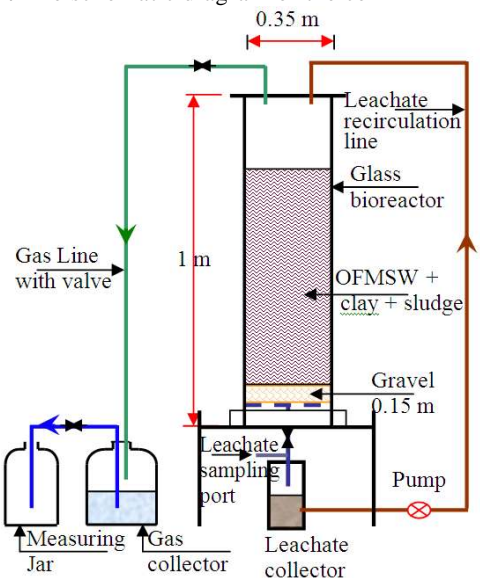 0.35 m
Leachate
recirculation
line
Glass
bioreactor
1 m
Gas Line
with valve
OFMSW +
clay + sludge
Gravel
0.15 m
Leachate
sampling
port
Pump
Measuring
Jar
Gas
collector
Leachate
collector